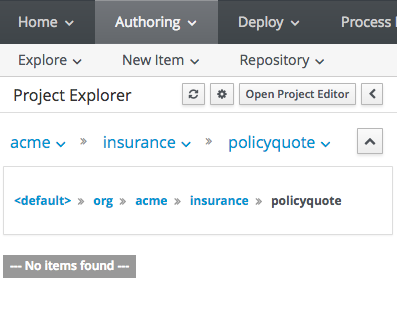 Home Authoring Deploy Process
Explore New Item Repository
Project Explorer Open Project Editor
acme » insurance » policyquote
<default> » org » acme » insurance » policyquote
--- No items found ---